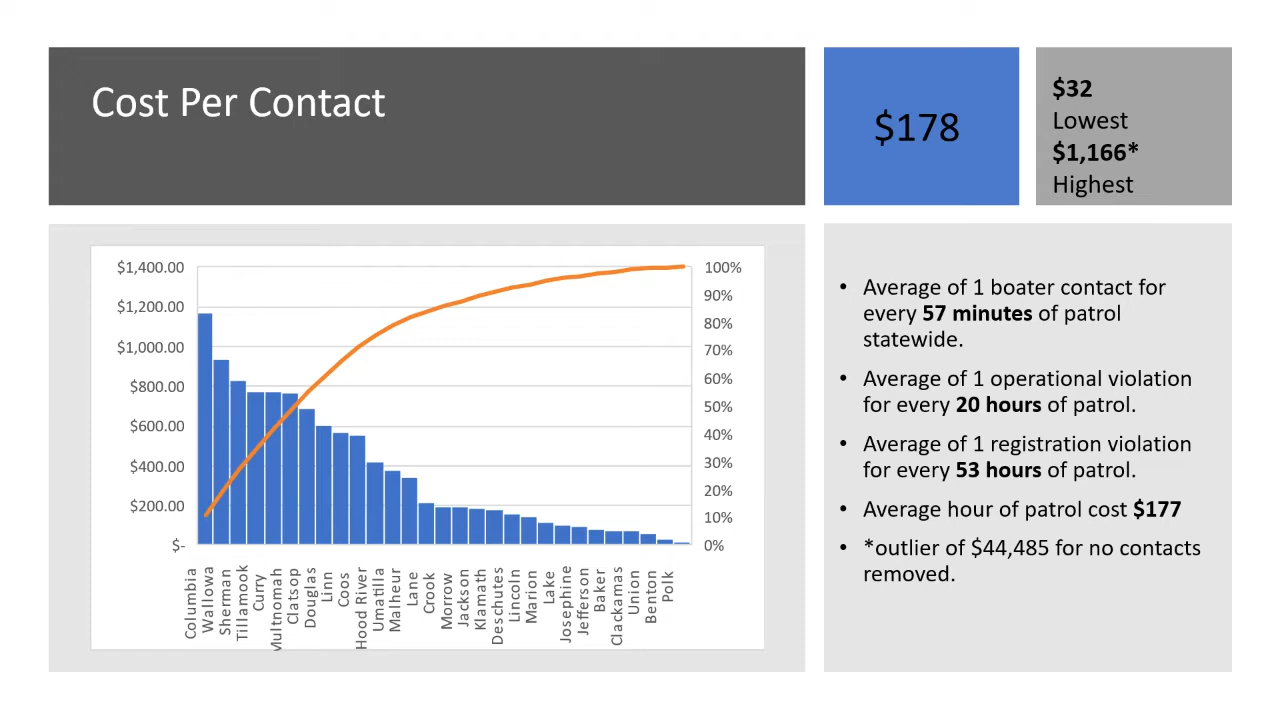 Cost Per Contact
$178
$32
Lowest
$1,166*
Highest
$1,400.00
$1,200.00
$1,000.00
$800.00
$600.00
$400.00
$200.00
$-
100%
90%
80%
70%
60%
50%
40%
30%
20%
10%
0%
Columbia
Wallowa
Sherman
Tillamook
Curry
Multnomah
Clatsop
Douglas
Linn
Coos
Hood River
Umatilla
Malheur
Lane
Crook
Morrow
Jackson
Klamath
Deschutes
Lincoln
Marion
Lake
Josephine
Jefferson
Baker
Clackamas
Union
Benton
Polk
• Average of 1 boater contact for
every 57 minutes of patrol
statewide.
• Average of 1 operational violation
for every 20 hours of patrol.
• Average of 1 registration violation
for every 53 hours of patrol.
• Average hour of patrol cost $177
• *outlier of $44,485 for no contacts
removed.